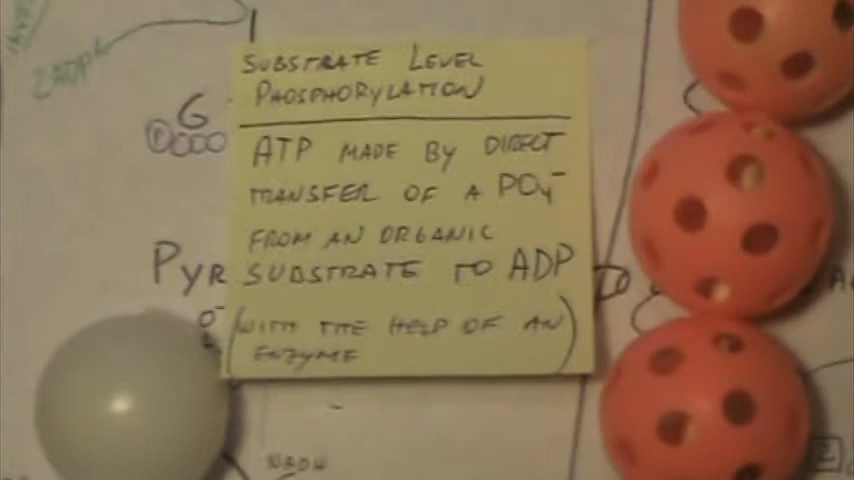 2ADP
SUBSTRATE LEVEL
PHOSPHORYLATION
G
ATP MADE BY DIRECT
TRANSFER OF A PO4-
FROM AN ORGANIC
PYR SUBSTRATE TO ADP
(WITH THE HELP OF AN
ENZYME)